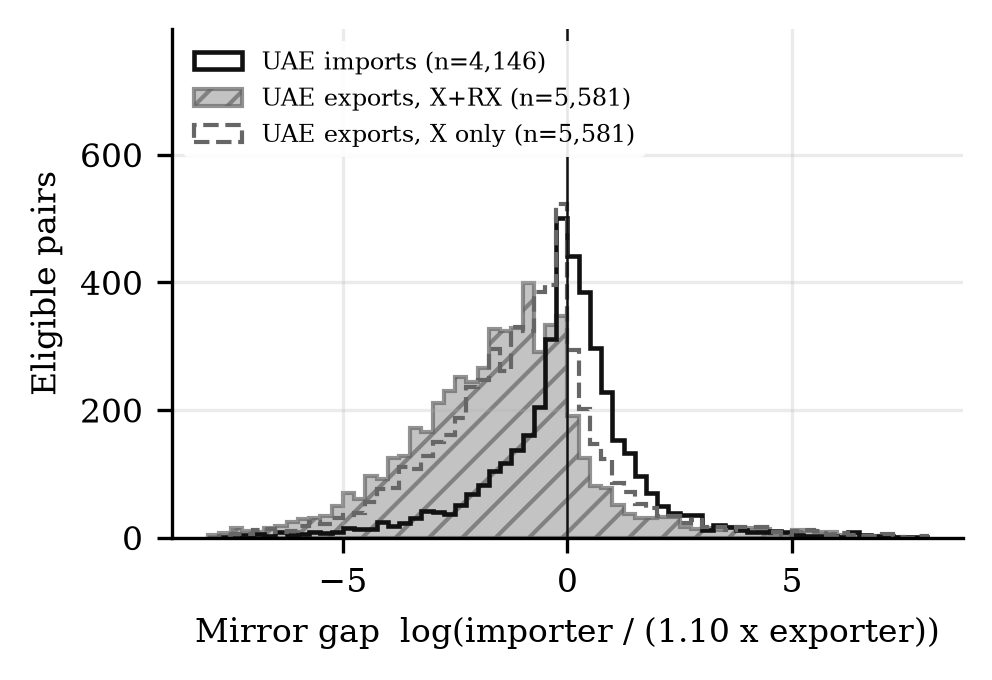 UAE imports (n=4,146)
UAE exports, X+RX (n=5,581)
UAE exports, X only (n=5,581)
600
400
200
0
Eligible pairs
−5 0 5
Mirror gap  log(importer / (1.10 x exporter))